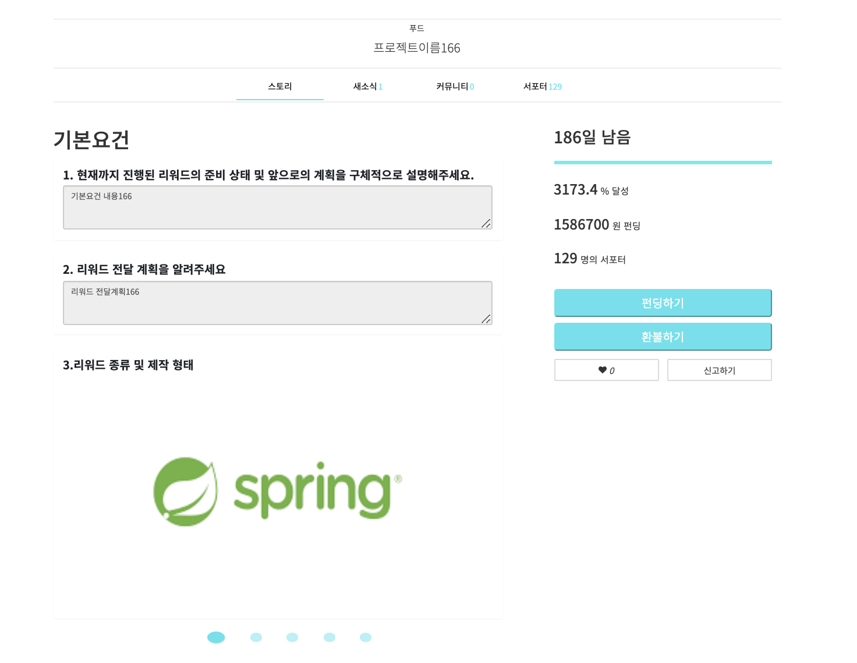 푸드
프로젝트이름166
스토리 새소식 1 커뮤니티 0 서포터 129
기본요건
1. 현재까지 진행된 리워드의 준비 상태 및 앞으로의 계획을 구체적으로 설명해주세요.
기본요건 내용166
2. 리워드 전달 계획을 알려주세요
리워드 전달계획166
3.리워드 종류 및 제작 형태
spring®
186일 남음
3173.4 % 달성
1586700 원 펀딩
129 명의 서포터
펀딩하기
환불하기
♥ 0 신고하기